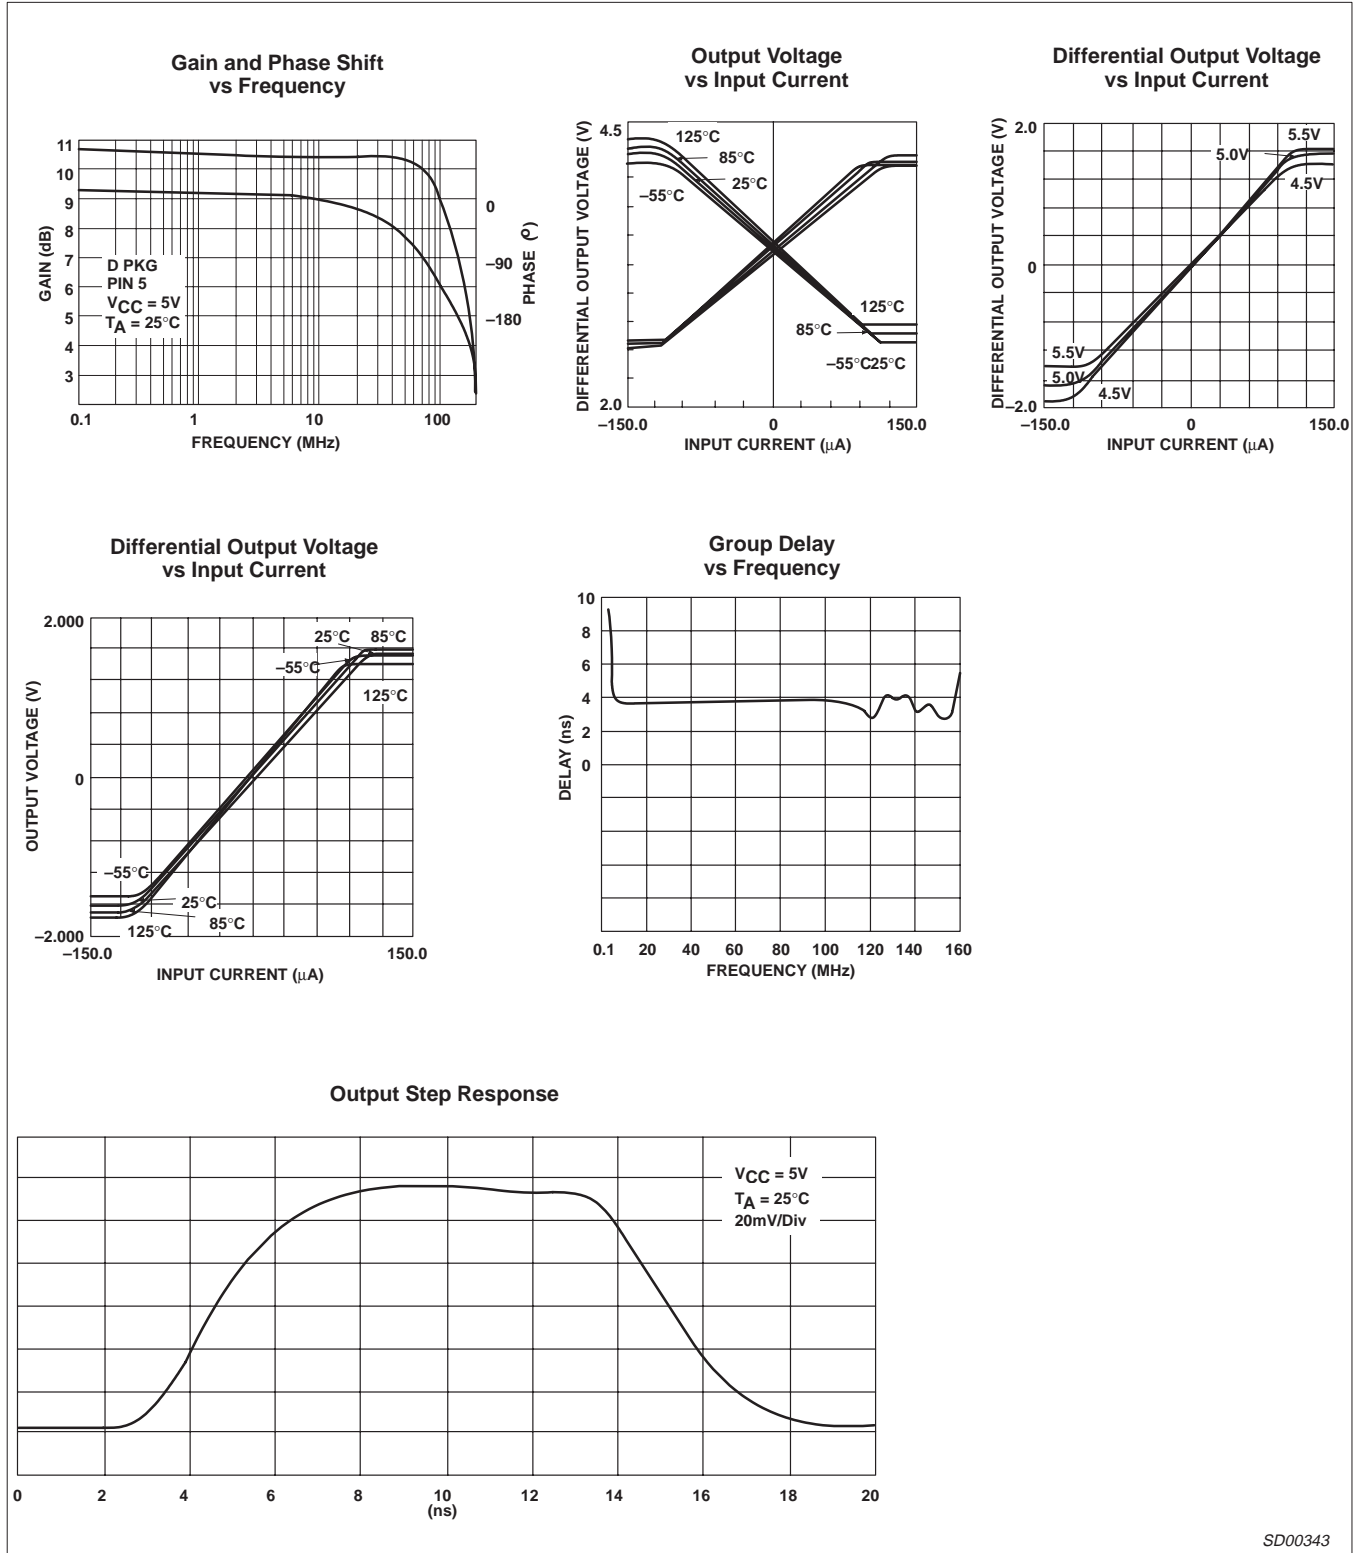 Gain and Phase Shift
vs Frequency
11
10
9
8
7
6
5
4
3
GAIN (dB)
D PKG
PIN 5
VCC = 5V
TA = 25°C
0
–90
–180
PHASE (°)
0.1
1
10
100
FREQUENCY (MHz)
Output Voltage
vs Input Current
DIFFERENTIAL OUTPUT VOLTAGE (V)
4.5
2.0
125°C
85°C
25°C
–55°C
125°C
85°C
–55°C25°C
–150.0
0
150.0
INPUT CURRENT (μA)
Differential Output Voltage
vs Input Current
DIFFERENTIAL OUTPUT VOLTAGE (V)
2.0
0
–2.0
5.5V
5.0V
4.5V
5.5V
5.0V
4.5V
–150.0
0
150.0
INPUT CURRENT (μA)
Differential Output Voltage
vs Input Current
OUTPUT VOLTAGE (V)
2.000
0
–2.000
25°C
85°C
–55°C
125°C
–55°C
25°C
85°C
125°C
–150.0
150.0
INPUT CURRENT (μA)
Group Delay
vs Frequency
DELAY (ns)
10
8
6
4
2
0
0.1
20
40
60
80
100
120
140
160
FREQUENCY (MHz)
Output Step Response
VCC = 5V
TA = 25°C
20mV/Div
0
2
4
6
8
10
12
14
16
18
20
(ns)
SD00343